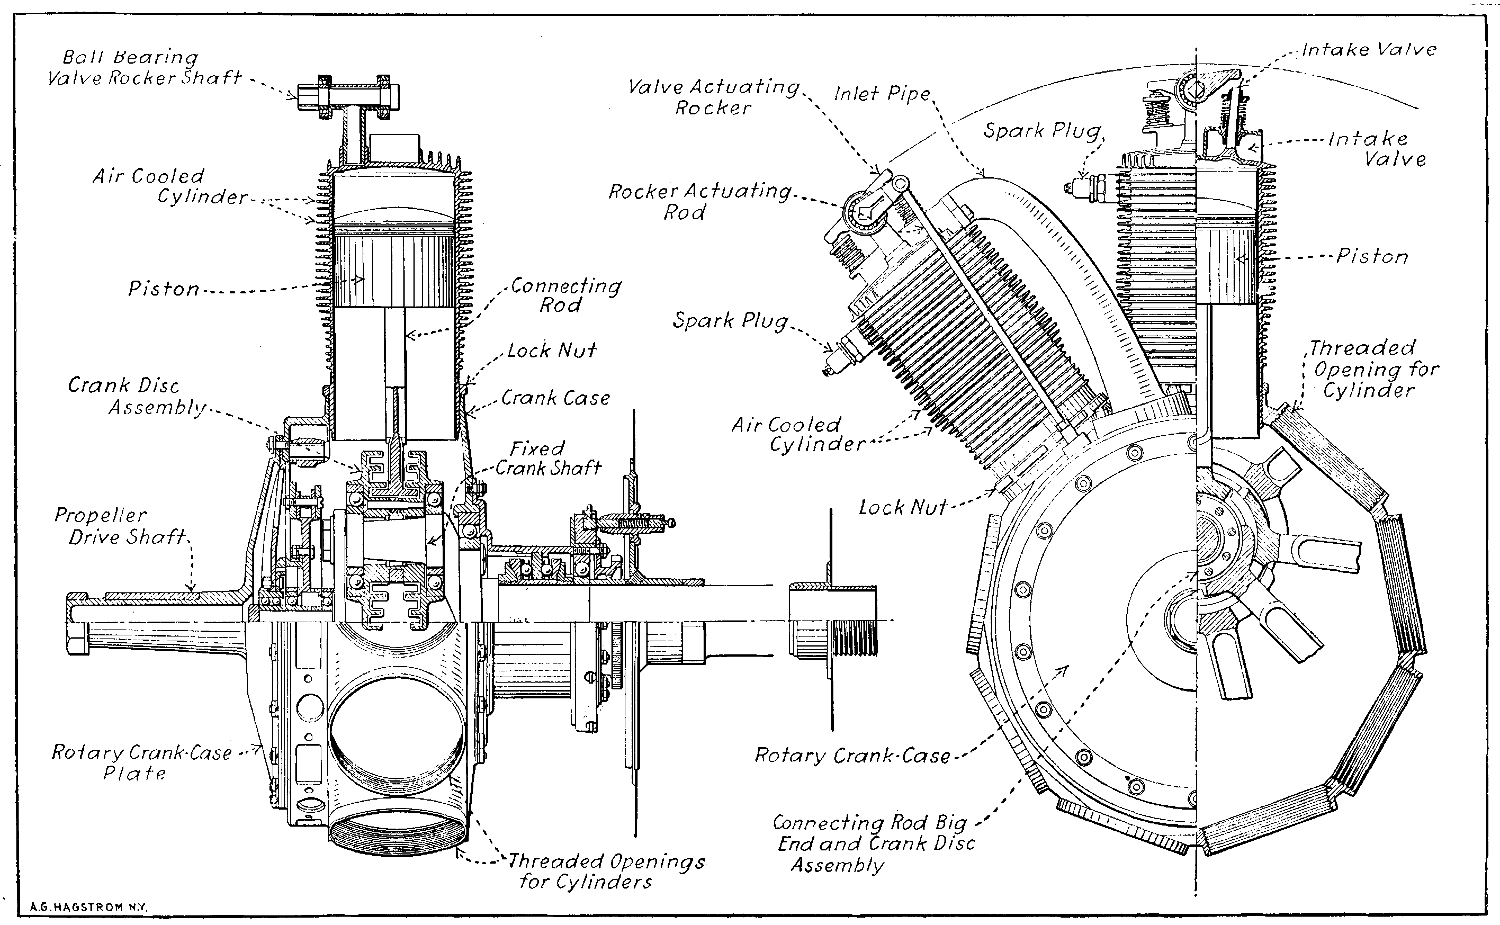 Ball Bearing
Valve Rocker Shaft
Air Cooled
Cylinder
Piston
Connecting
Rod
Lock Nut
Crank Disc
Assembly
Crank Case
Fixed
Crank Shaft
Propeller
Drive Shaft
Rotary Crank-Case
Plate
Threaded Openings
for Cylinders
A.G. HAGSTROM N.Y.
Valve Actuating
Rocker
Inlet Pipe
Intake Valve
Spark Plug
Intake
Valve
Rocker Actuating
Rod
Piston
Spark Plug
Threaded
Opening for
Cylinder
Air Cooled
Cylinder
Lock Nut
Rotary Crank-Case
Connecting Rod Big
End and Crank Disc
Assembly